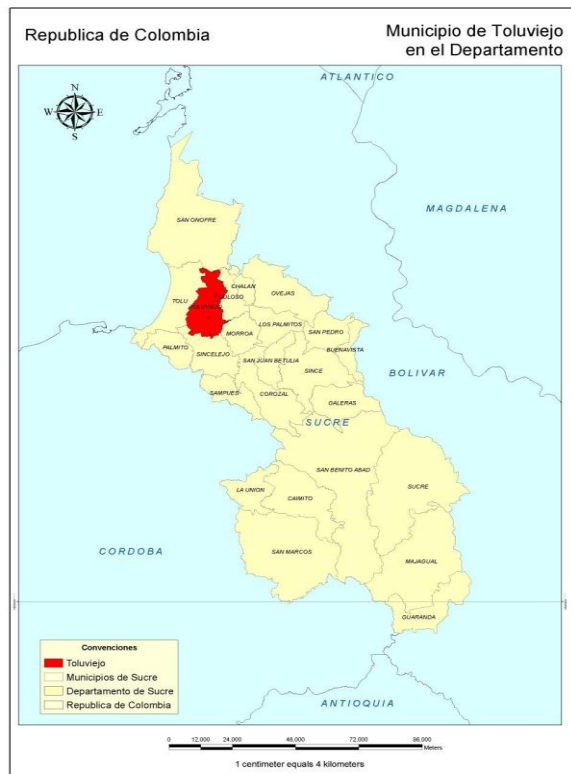 Republica de Colombia
Municipio de Toluviejo
en el Departamento
ATLANTICO
N
W
E
S
MAGDALENA
SAN ONOFRE
CHALAN
COLOSO
OVEJAS
TOLU
LOS PALMITOS
MORROA
SAN PEDRO
PALMITO
SINCELEJO
SAN JUAN BETULIA
BUENAVISTA
SINCE
BOLIVAR
SAMPUES
COROZAL
GALERAS
SUCRE
SAN BENITO ABAD
SUCRE
LA UNION
CAIMITO
CORDOBA
SAN MARCOS
MAJAGUAL
GUARANDA
Convenciones
Toluviejo
Municipios de Sucre
Departamento de Sucre
Republica de Colombia
ANTIOQUIA
0 12,000 24,000 48,000 72,000 96,000
Meters
1 centimeter equals 4 kilometers